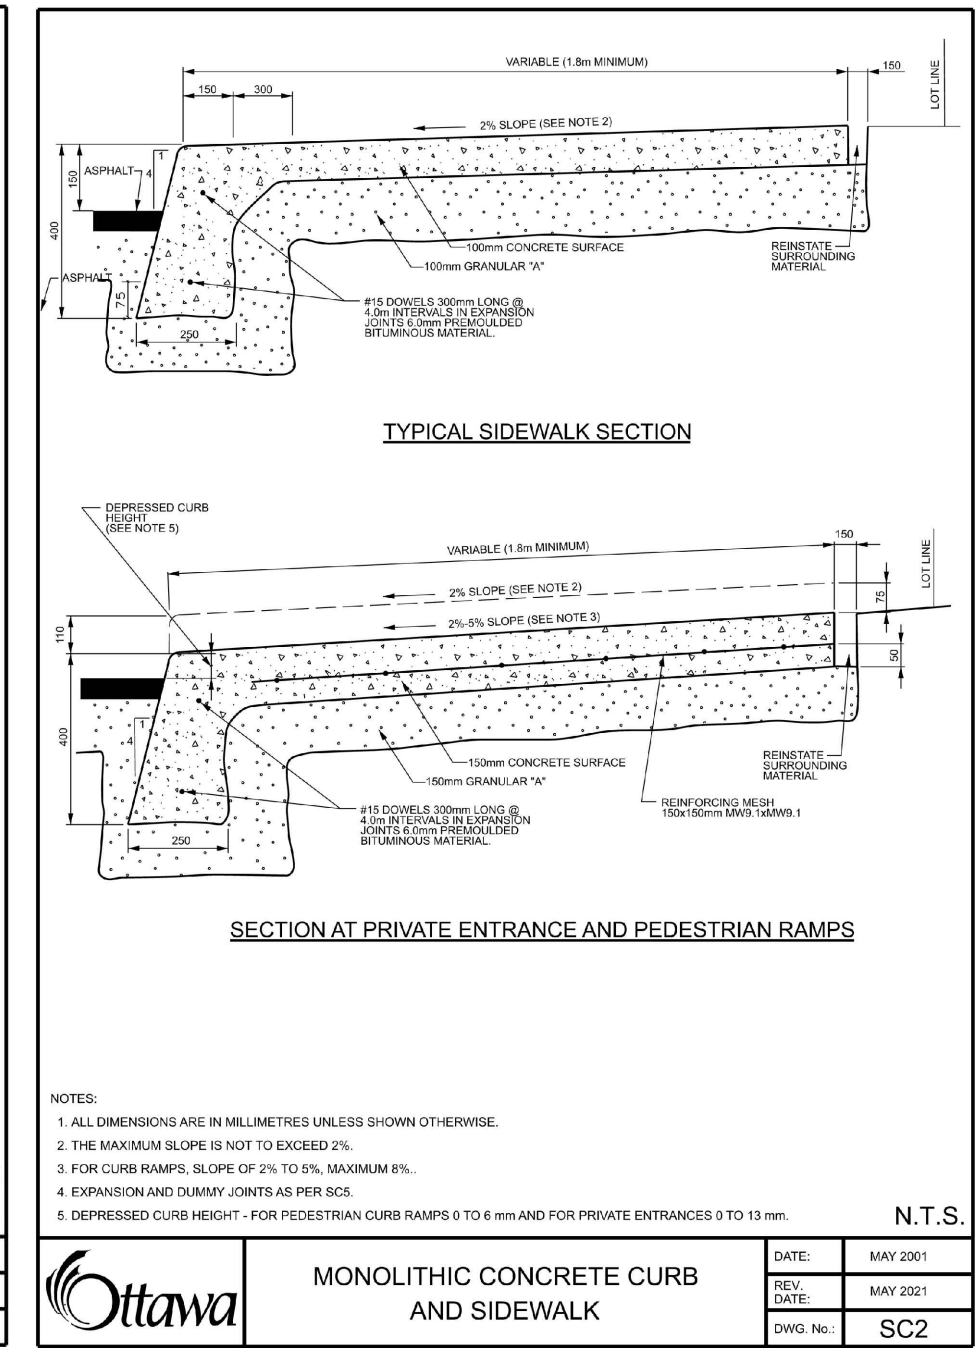 VARIABLE (1.8m MINIMUM)
150
LOT LINE
150
300
2% SLOPE (SEE NOTE 2)
1
4
ASPHALT
150
400
ASPHALT
75
250
100mm CONCRETE SURFACE
100mm GRANULAR "A"
REINSTATE
SURROUNDING
MATERIAL
#15 DOWELS 300mm LONG @
4.0m INTERVALS IN EXPANSION
JOINTS 6.0mm PREMOULDED
BITUMINOUS MATERIAL.
TYPICAL SIDEWALK SECTION
DEPRESSED CURB
HEIGHT
(SEE NOTE 5)
VARIABLE (1.8m MINIMUM)
150
LOT LINE
2% SLOPE (SEE NOTE 2)
75
2%-5% SLOPE (SEE NOTE 3)
110
50
400
1
4
250
150mm CONCRETE SURFACE
150mm GRANULAR "A"
REINSTATE
SURROUNDING
MATERIAL
REINFORCING MESH
150x150mm MW9.1xMW9.1
#15 DOWELS 300mm LONG @
4.0m INTERVALS IN EXPANSION
JOINTS 6.0mm PREMOULDED
BITUMINOUS MATERIAL.
SECTION AT PRIVATE ENTRANCE AND PEDESTRIAN RAMPS
NOTES:
1. ALL DIMENSIONS ARE IN MILLIMETRES UNLESS SHOWN OTHERWISE.
2. THE MAXIMUM SLOPE IS NOT TO EXCEED 2%.
3. FOR CURB RAMPS, SLOPE OF 2% TO 5%, MAXIMUM 8%..
4. EXPANSION AND DUMMY JOINTS AS PER SC5.
5. DEPRESSED CURB HEIGHT - FOR PEDESTRIAN CURB RAMPS 0 TO 6 mm AND FOR PRIVATE ENTRANCES 0 TO 13 mm.
N.T.S.
Ottawa
MONOLITHIC CONCRETE CURB
AND SIDEWALK
DATE: MAY 2001
REV.
DATE: MAY 2021
DWG. No.: SC2